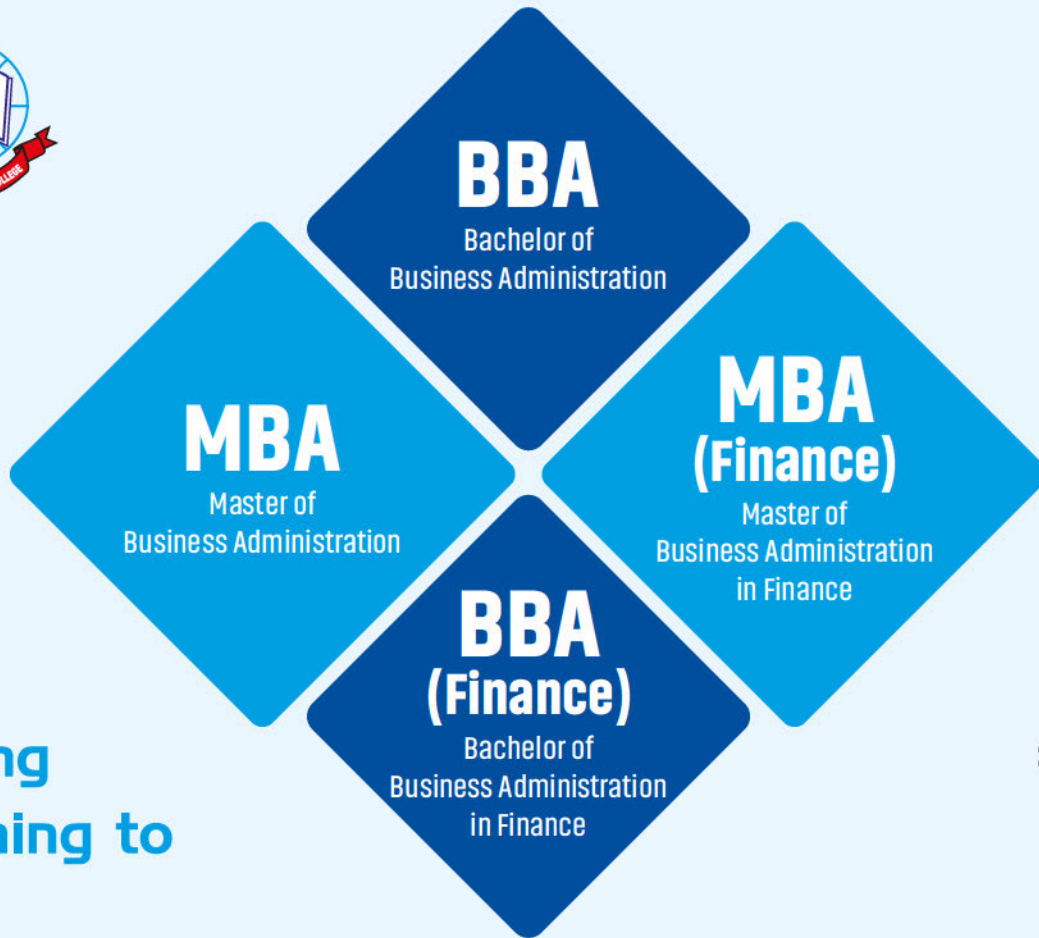 BBA
Bachelor of
Business Administration
MBA
Master of
Business Administration
MBA
(Finance)
Master of
Business Administration
in Finance
BBA
(Finance)
Bachelor of
Business Administration
in Finance
to